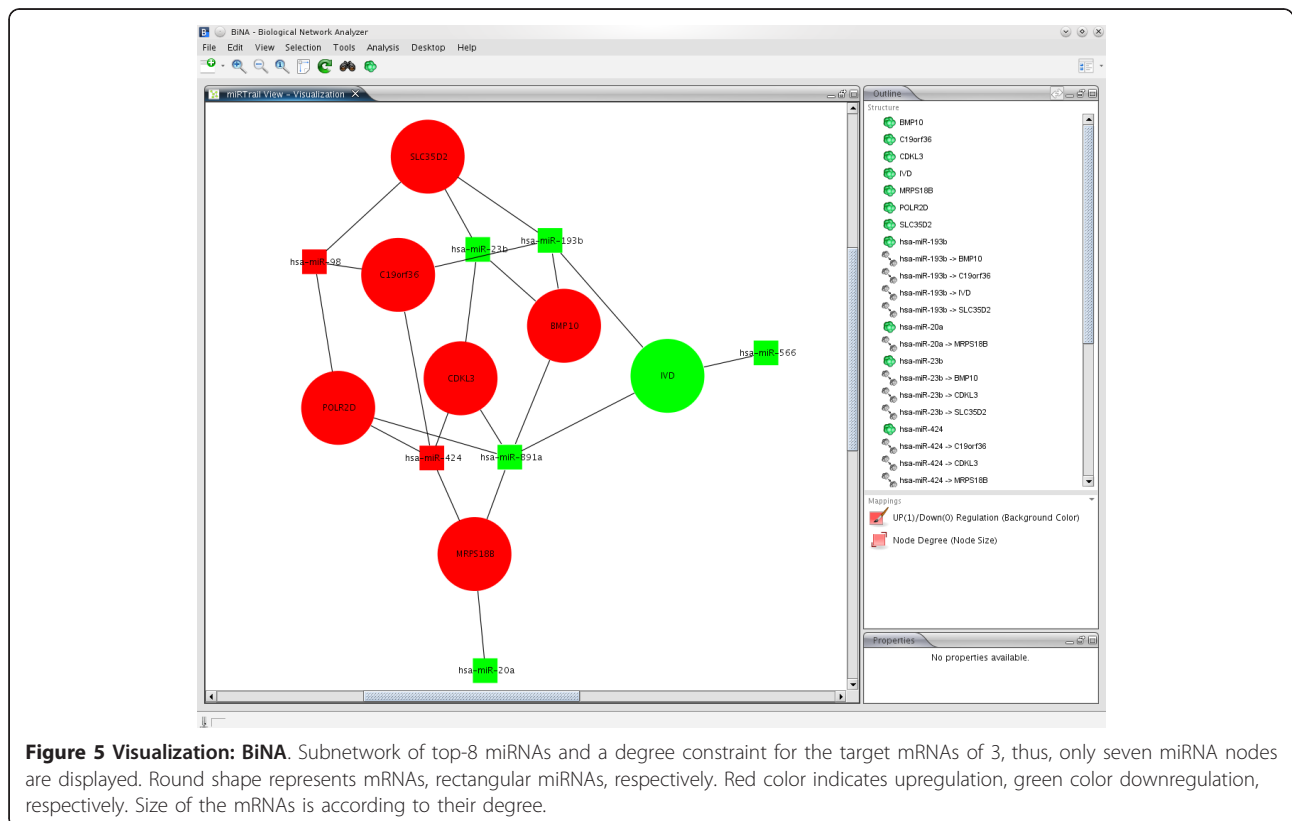 BiNA - Biological Network Analyzer
File Edit View Selection Tools Analysis Desktop Help
miRTrail View - Visualization
SLC35D2
hsa-miR-193b
hsa-miR-23b
hsa-miR-98
C19orf36
BMP10
hsa-miR-566
IVD
CDKL3
POLR2D
hsa-miR-424
hsa-miR-891a
MRPS18B
hsa-miR-20a
Outline
Structure
BMP10
C19orf36
CDKL3
IVD
MRPS18B
POLR2D
SLC35D2
hsa-miR-193b
hsa-miR-193b -> BMP10
hsa-miR-193b -> C19orf36
hsa-miR-193b -> IVD
hsa-miR-193b -> SLC35D2
hsa-miR-20a
hsa-miR-20a -> MRPS18B
hsa-miR-23b
hsa-miR-23b -> BMP10
hsa-miR-23b -> CDKL3
hsa-miR-23b -> SLC35D2
hsa-miR-424
hsa-miR-424 -> C19orf36
hsa-miR-424 -> CDKL3
hsa-miR-424 -> MRPS18B
Mappings
UP(1)/Down(0) Regulation (Background Color)
Node Degree (Node Size)
Properties
No properties available.
Figure 5 Visualization: BiNA. Subnetwork of top-8 miRNAs and a degree constraint for the target mRNAs of 3, thus, only seven miRNA nodes
are displayed. Round shape represents mRNAs, rectangular miRNAs, respectively. Red color indicates upregulation, green color downregulation,
respectively. Size of the mRNAs is according to their degree.